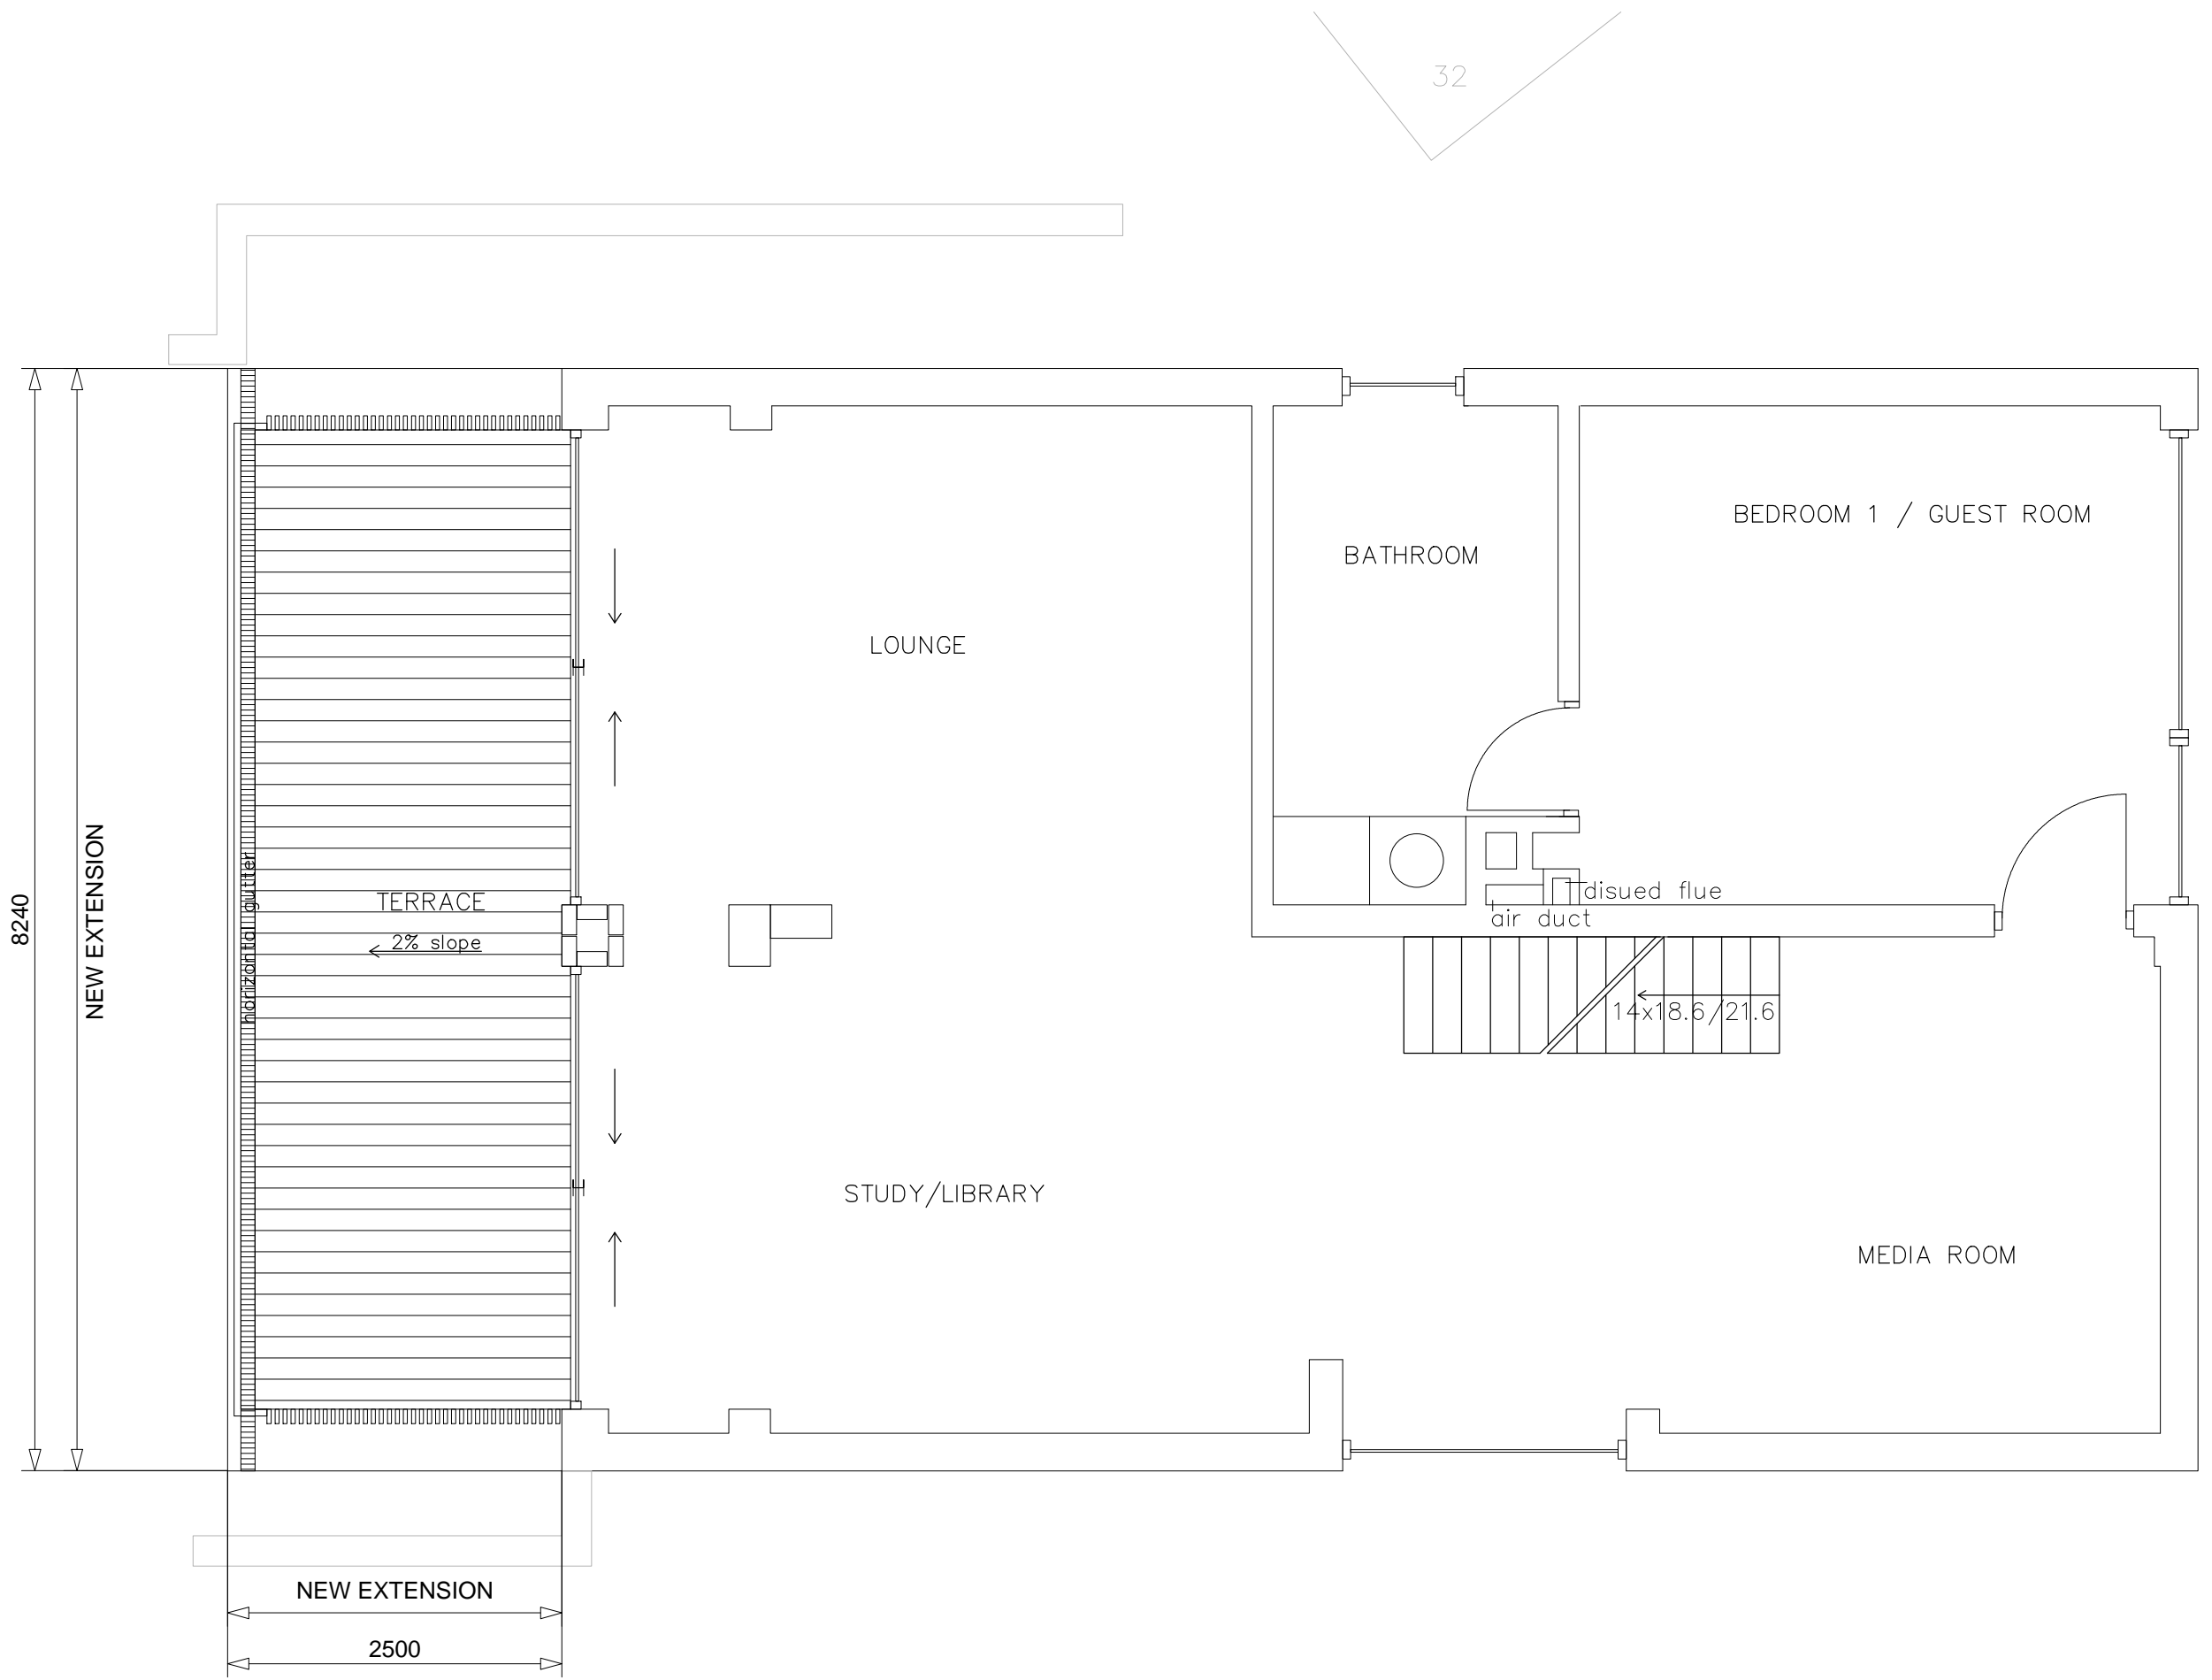 32
BEDROOM 1 / GUEST ROOM
BATHROOM
LOUNGE
8240
NEW EXTENSION
horizontal gutter
TERRACE
2% slope
disued flue
air duct
14x18.6/21.6
STUDY/LIBRARY
MEDIA ROOM
NEW EXTENSION
2500